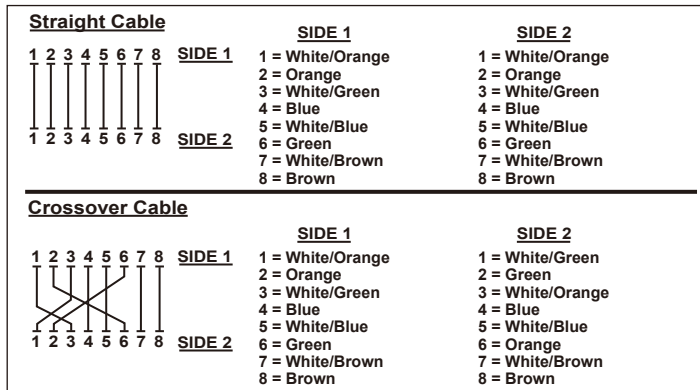 Straight Cable
SIDE 1 SIDE 2
1 2 3 4 5 6 7 8 SIDE 1
1 = White/Orange 1 = White/Orange
2 = Orange 2 = Orange
3 = White/Green 3 = White/Green
4 = Blue 4 = Blue
5 = White/Blue 5 = White/Blue
1 2 3 4 5 6 7 8 SIDE 2
6 = Green 6 = Green
7 = White/Brown 7 = White/Brown
8 = Brown 8 = Brown
Crossover Cable
SIDE 1 SIDE 2
1 2 3 4 5 6 7 8 SIDE 1
1 = White/Orange 1 = White/Green
2 = Orange 2 = Green
3 = White/Green 3 = White/Orange
4 = Blue 4 = Blue
5 = White/Blue 5 = White/Blue
1 2 3 4 5 6 7 8 SIDE 2
6 = Green 6 = Orange
7 = White/Brown 7 = White/Brown
8 = Brown 8 = Brown